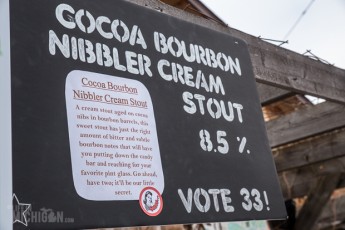 COCOA BOURBON
NIBBLER CREAM
STOUT
8.5 %
VOTE 33!
Cocoa Bourbon
Nibbler Cream Stout
A cream stout aged on cocoa
nibs in bourbon barrels, this
sweet stout has just the right
amount of bitter and subtle
bourbon notes that will have
you putting down the candy
bar and reaching for your
favorite pint glass. Go ahead,
have two; it'll be our little
secret.